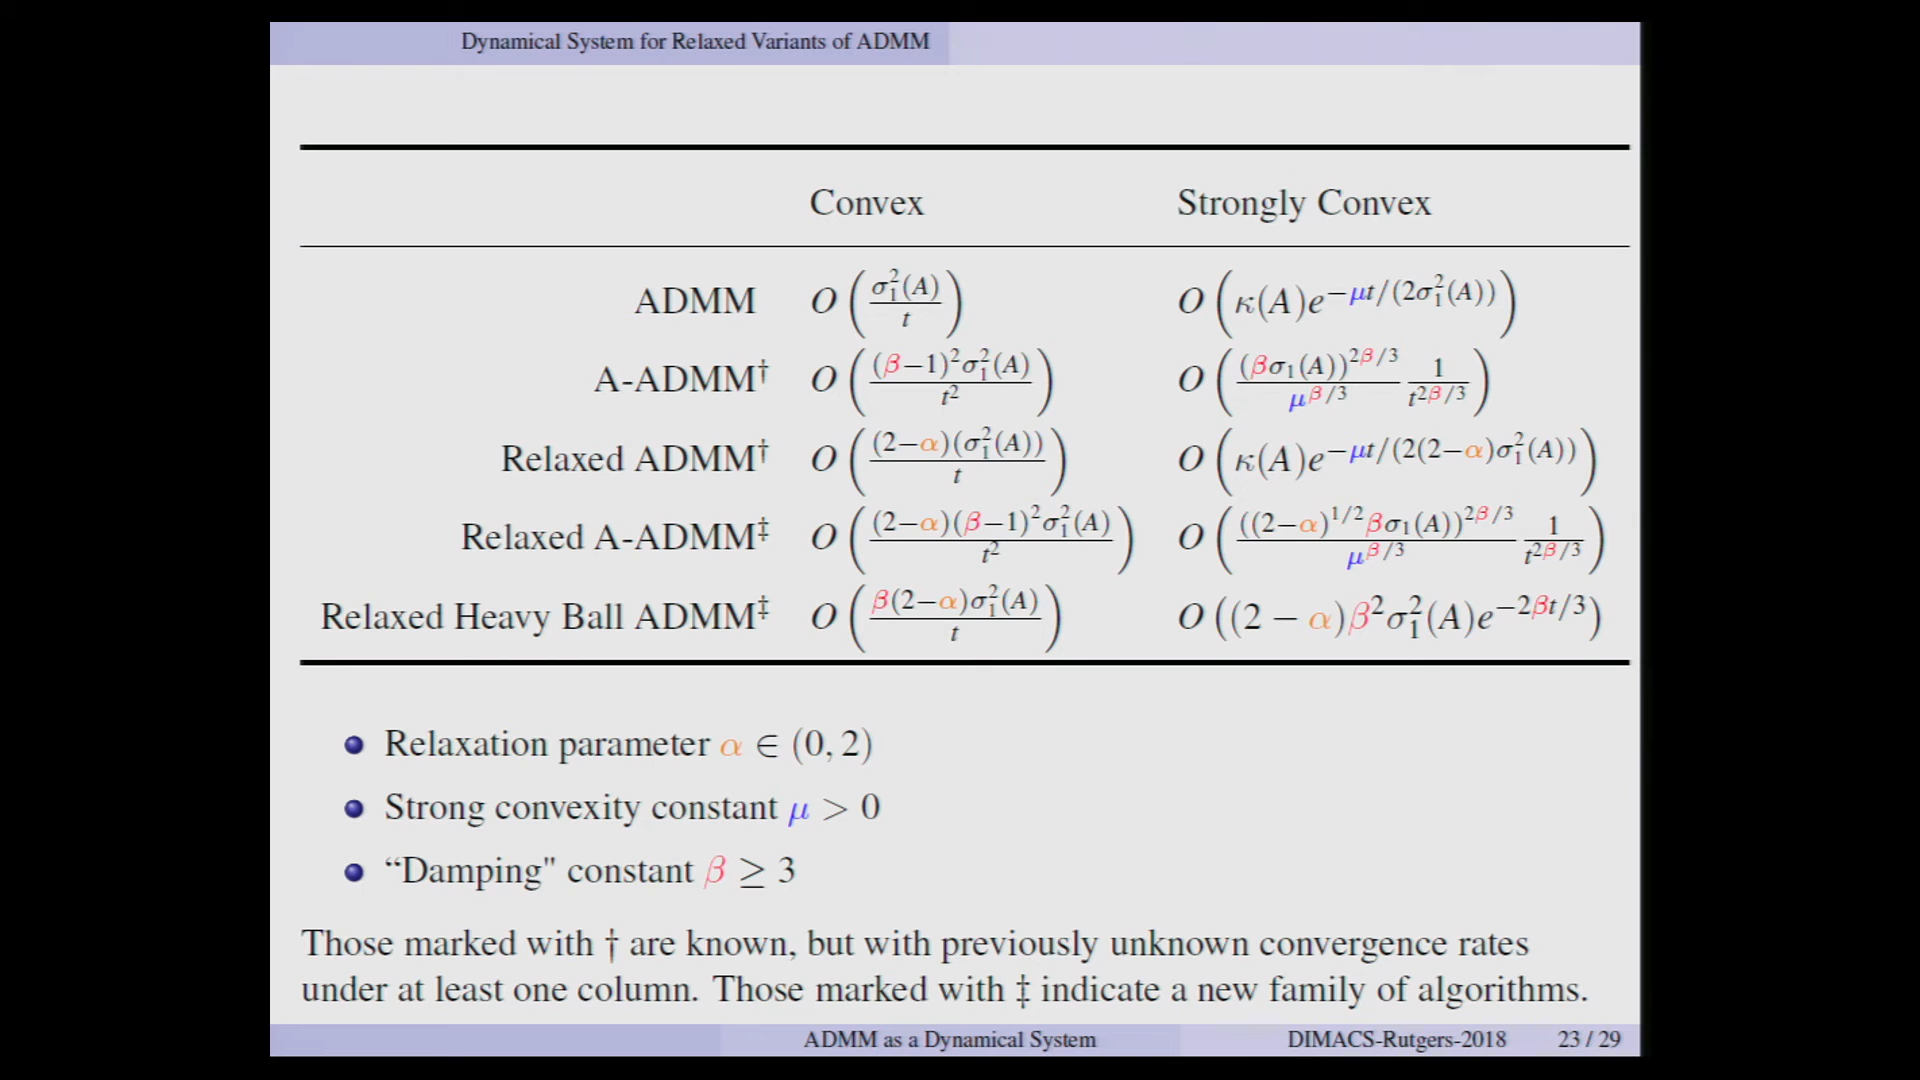 Dynamical System for Relaxed Variants of ADMM
Convex Strongly Convex
ADMM O(σ₁²(A)/t) O(κ(A)e^{−μt/(2σ₁²(A))})
A-ADMM† O((β−1)²σ₁²(A)/t²) O((βσ₁(A))^{2β/3}/μ^{β/3} 1/t^{2β/3})
Relaxed ADMM† O((2−α)(σ₁²(A))/t) O(κ(A)e^{−μt/(2(2−α)σ₁²(A))})
Relaxed A-ADMM‡ O((2−α)(β−1)²σ₁²(A)/t²) O(((2−α)^{1/2}βσ₁(A))^{2β/3}/μ^{β/3} 1/t^{2β/3})
Relaxed Heavy Ball ADMM‡ O(β(2−α)σ₁²(A)/t) O((2 − α)β²σ₁²(A)e^{−2βt/3})
Relaxation parameter α ∈ (0, 2)
Strong convexity constant μ > 0
“Damping" constant β ≥ 3
Those marked with † are known, but with previously unknown convergence rates
under at least one column. Those marked with ‡ indicate a new family of algorithms.
ADMM as a Dynamical System DIMACS-Rutgers-2018 23 / 29